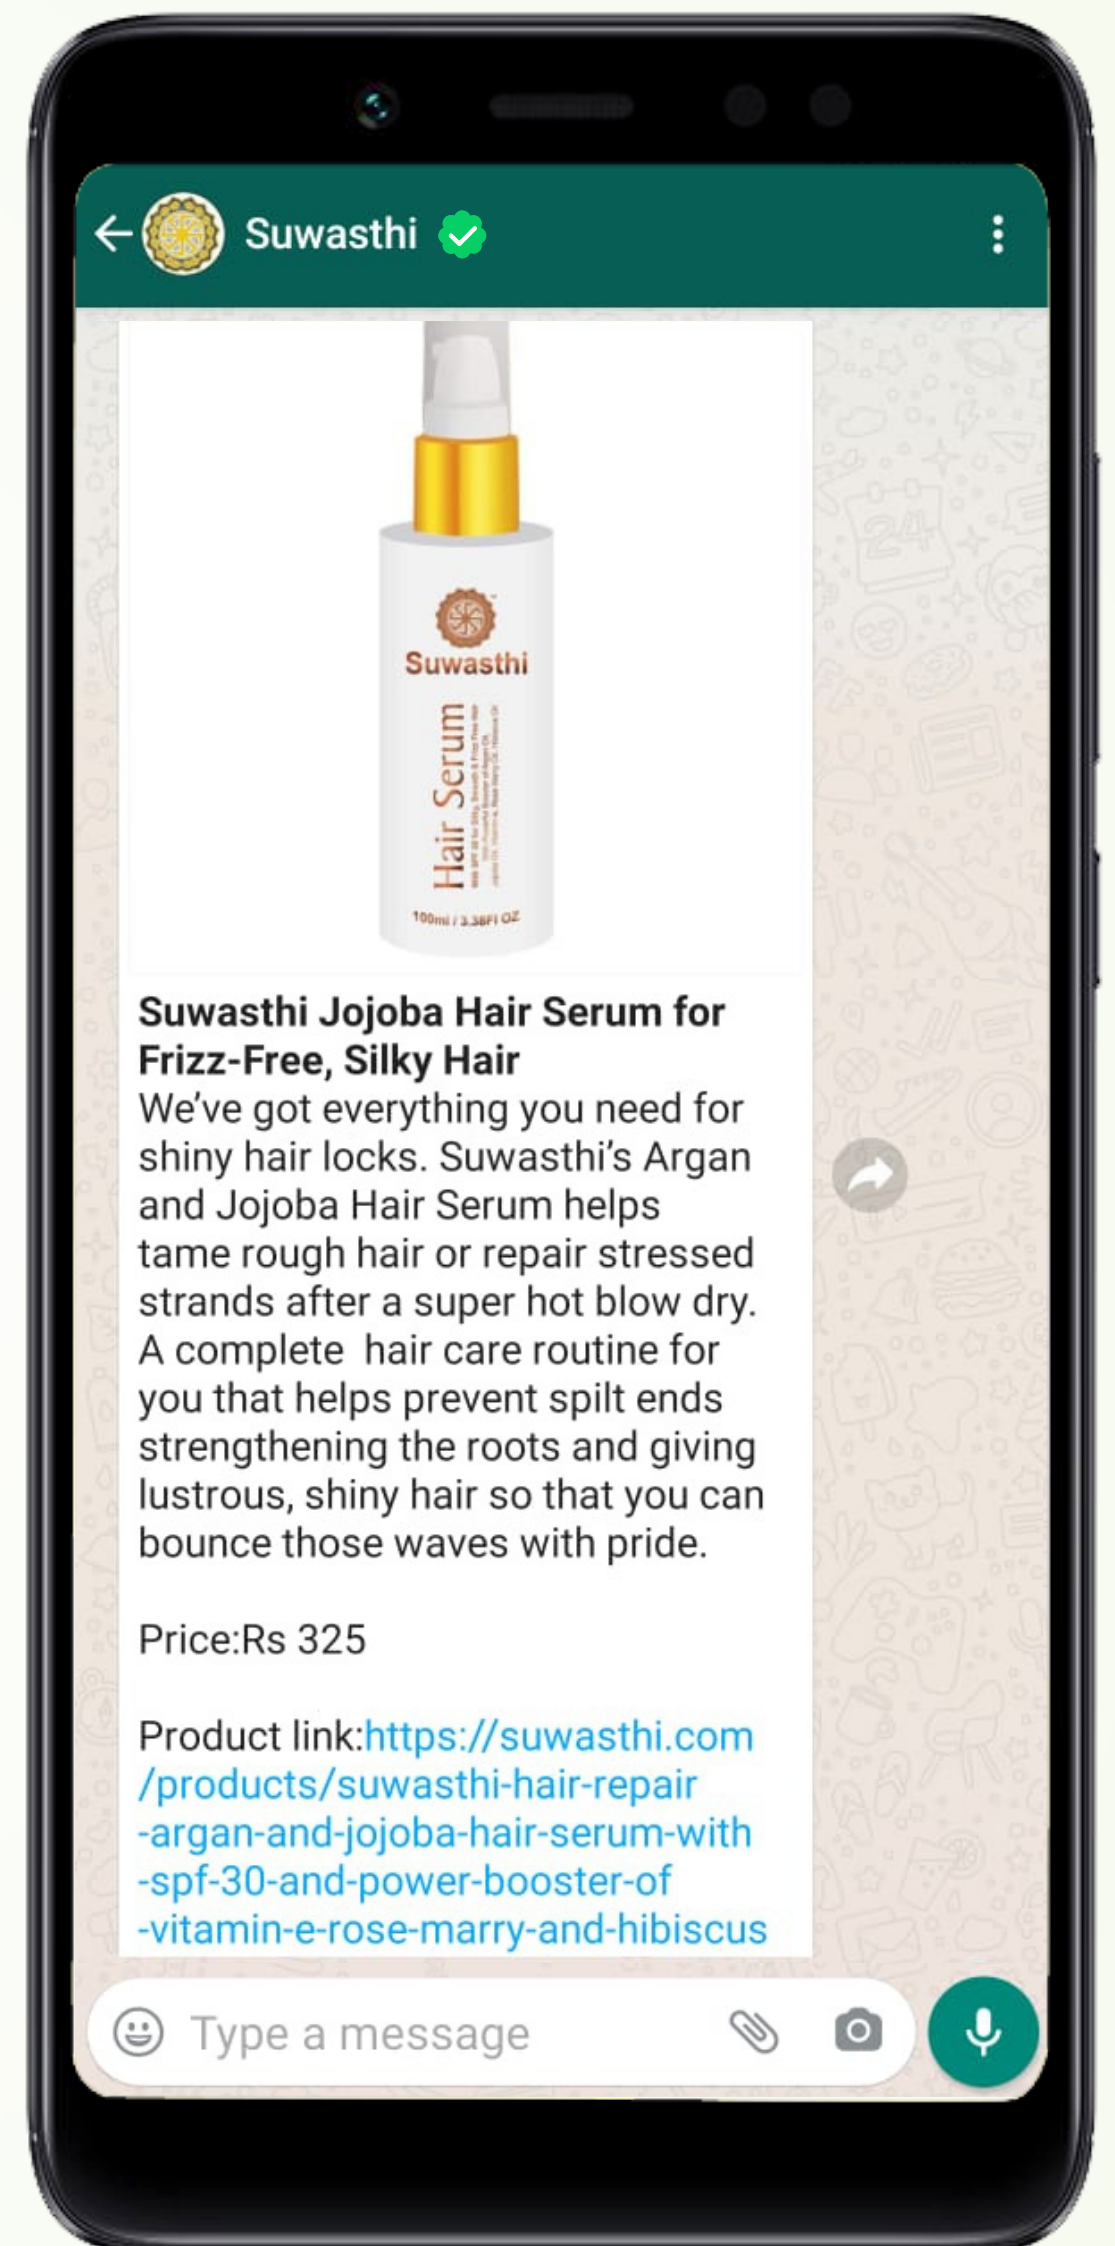 Suwasthi
Suwasthi
Hair Serum
100ml / 3.38Fl OZ
Suwasthi Jojoba Hair Serum for
Frizz-Free, Silky Hair
We’ve got everything you need for
shiny hair locks. Suwasthi’s Argan
and Jojoba Hair Serum helps
tame rough hair or repair stressed
strands after a super hot blow dry.
A complete  hair care routine for
you that helps prevent spilt ends
strengthening the roots and giving
lustrous, shiny hair so that you can
bounce those waves with pride.
Price:Rs 325
Product link:https://suwasthi.com
/products/suwasthi-hair-repair
-argan-and-jojoba-hair-serum-with
-spf-30-and-power-booster-of
-vitamin-e-rose-marry-and-hibiscus
Type a message